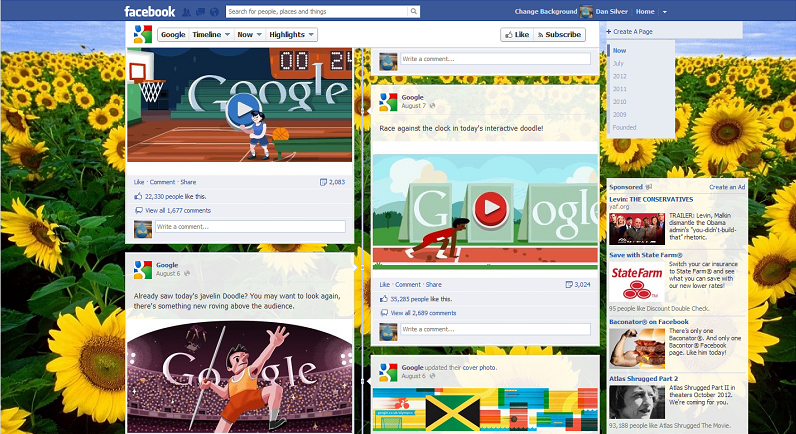 facebook
Search for people, places and things
Change Background
Dan Silver
Home
Google
Timeline
Now
Highlights
Like
Subscribe
00 24
Google
Like · Comment · Share
2,083
22,330 people like this.
View all 1,677 comments
Write a comment...
Google
August 6
Already saw today's javelin Doodle? You may want to look again,
there's something new roving above the audience.
Google
Write a comment...
Google
August 7
Race against the clock in today's interactive doodle!
G ogle
Like · Comment · Share
3,024
35,285 people like this.
View all 2,689 comments
Write a comment...
Google updated their cover photo.
August 6
+ Create A Page
Now
July
2012
2011
2010
2009
Founded
Sponsored
Create an Ad
Levin: THE CONSERVATIVES
yaf.org
TRAILER: Levin, Malkin
dismantle the Obama
admin's "you-didn't-build-
that" rhetoric.
Save with State Farm®
StateFarm
Switch your car insurance
to State Farm® and see
what you can save with
our new lower rates!
95 people like Discount Double Check.
Baconator® on Facebook
There's only one
Baconator®. And only one
Bacontor® Facebook
page. Like him today!
Atlas Shrugged Part 2
Atlas Shrugged Part II in
theaters October 2012.
We're coming for you.
93,188 people like Atlas Shrugged The Movie.